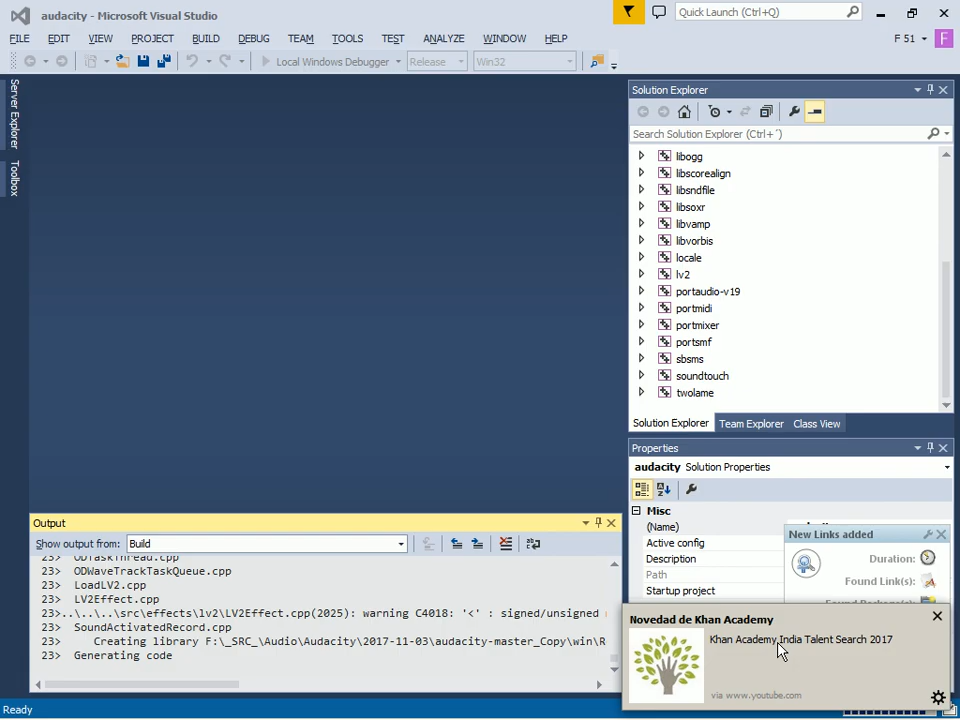 audacity - Microsoft Visual Studio
Quick Launch (Ctrl+Q)
FILE EDIT VIEW PROJECT BUILD DEBUG TEAM TOOLS TEST ANALYZE WINDOW HELP
F 51
F
Local Windows Debugger
Release
Win32
Server Explorer
Toolbox
Solution Explorer
Search Solution Explorer (Ctrl+´)
libogg
libscorealign
libsndfile
libsoxr
libvamp
libvorbis
locale
lv2
portaudio-v19
portmidi
portmixer
portsmf
sbsms
soundtouch
twolame
Solution Explorer Team Explorer Class View
Properties
audacity Solution Properties
Misc
(Name)
Active config
Description
Path
Startup project
New Links added
Duration:
Found Link(s):
Novedad de Khan Academy
Khan Academy India Talent Search 2017
via www.youtube.com
Output
Show output from: Build
23> ODTaskThread.cpp
23> ODWaveTrackTaskQueue.cpp
23> LoadLV2.cpp
23> LV2Effect.cpp
23>..\..\..\src\effects\lv2\LV2Effect.cpp(2025): warning C4018: '<' : signed/unsigned
23> SoundActivatedRecord.cpp
23> Creating library F:\_SRC_\Audio\Audacity\2017-11-03\audacity-master_Copy\win\R
23> Generating code
Ready